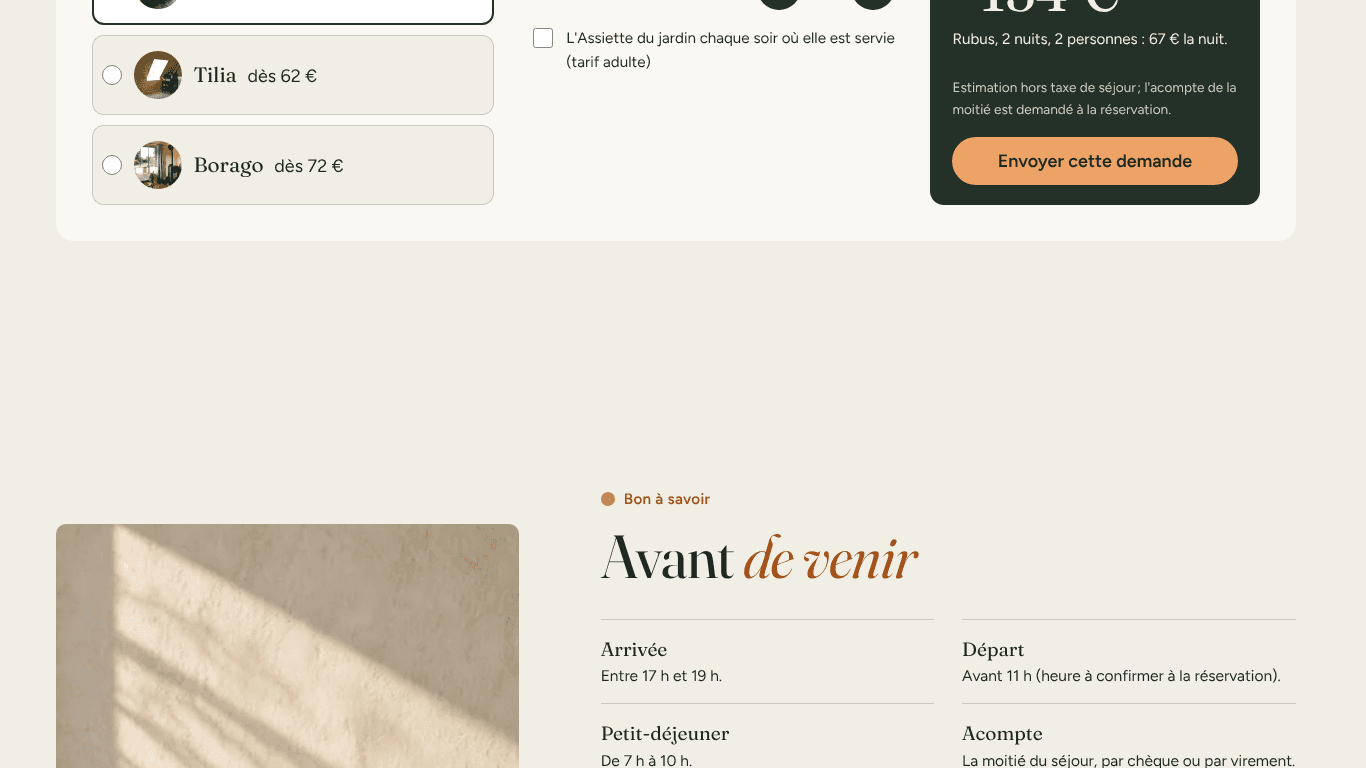 Tilia dès 62 €
Borago dès 72 €
L'Assiette du jardin chaque soir où elle est servie
(tarif adulte)
134 €
Rubus, 2 nuits, 2 personnes : 67 € la nuit.
Estimation hors taxe de séjour ; l'acompte de la
moitié est demandé à la réservation.
Envoyer cette demande
Bon à savoir
Avant de venir
Arrivée
Entre 17 h et 19 h.
Départ
Avant 11 h (heure à confirmer à la réservation).
Petit-déjeuner
De 7 h à 10 h.
Acompte
La moitié du séjour, par chèque ou par virement.